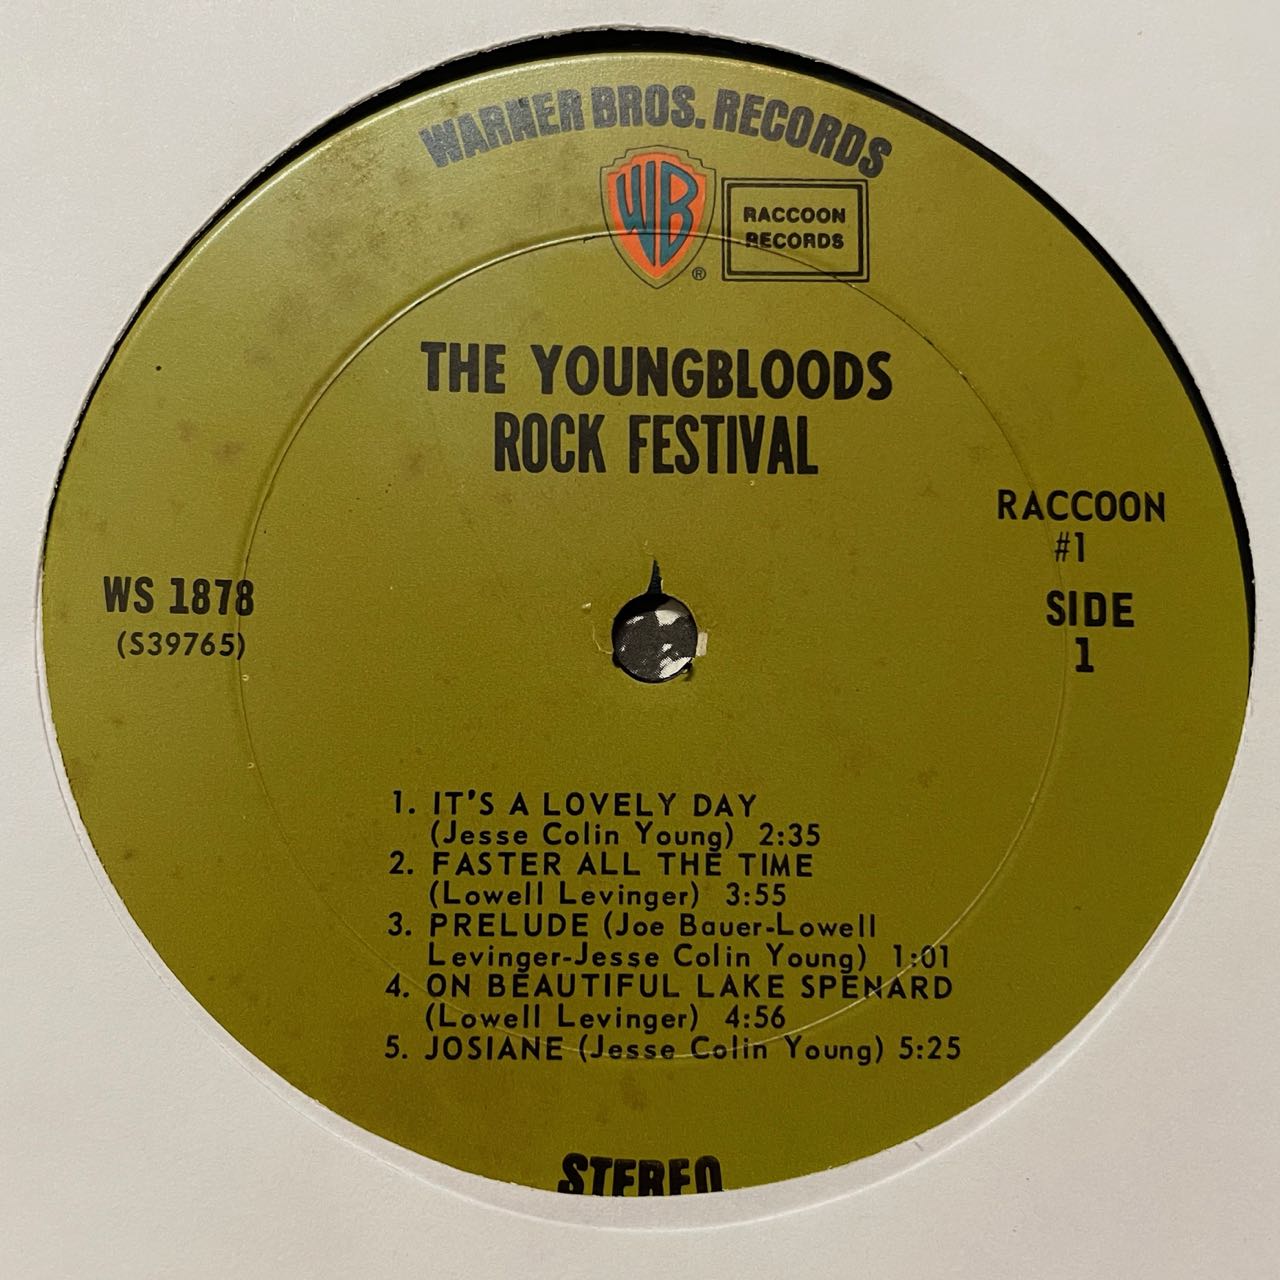 WARNER BROS. RECORDS
WB
®
RACCOON
RECORDS
THE YOUNGBLOODS
ROCK FESTIVAL
RACCOON
#1
WS 1878
(S39765)
SIDE
1
1. IT'S A LOVELY DAY
(Jesse Colin Young) 2:35
2. FASTER ALL THE TIME
(Lowell Levinger) 3:55
3. PRELUDE (Joe Bauer-Lowell
Levinger-Jesse Colin Young) 1:01
4. ON BEAUTIFUL LAKE SPENARD
(Lowell Levinger) 4:56
5. JOSIANE (Jesse Colin Young) 5:25
STEREO